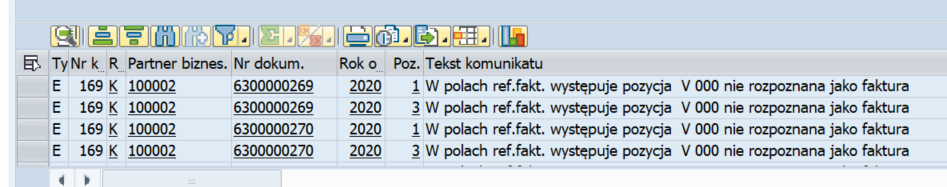 Ty Nr k R Partner biznes. Nr dokum. Rok o Poz. Tekst komunikatu
E 169 K 100002 6300000269 2020 1 W polach ref.fakt. występuje pozycja V 000 nie rozpoznana jako faktura
E 169 K 100002 6300000269 2020 3 W polach ref.fakt. występuje pozycja V 000 nie rozpoznana jako faktura
E 169 K 100002 6300000270 2020 1 W polach ref.fakt. występuje pozycja V 000 nie rozpoznana jako faktura
E 169 K 100002 6300000270 2020 3 W polach ref.fakt. występuje pozycja V 000 nie rozpoznana jako faktura